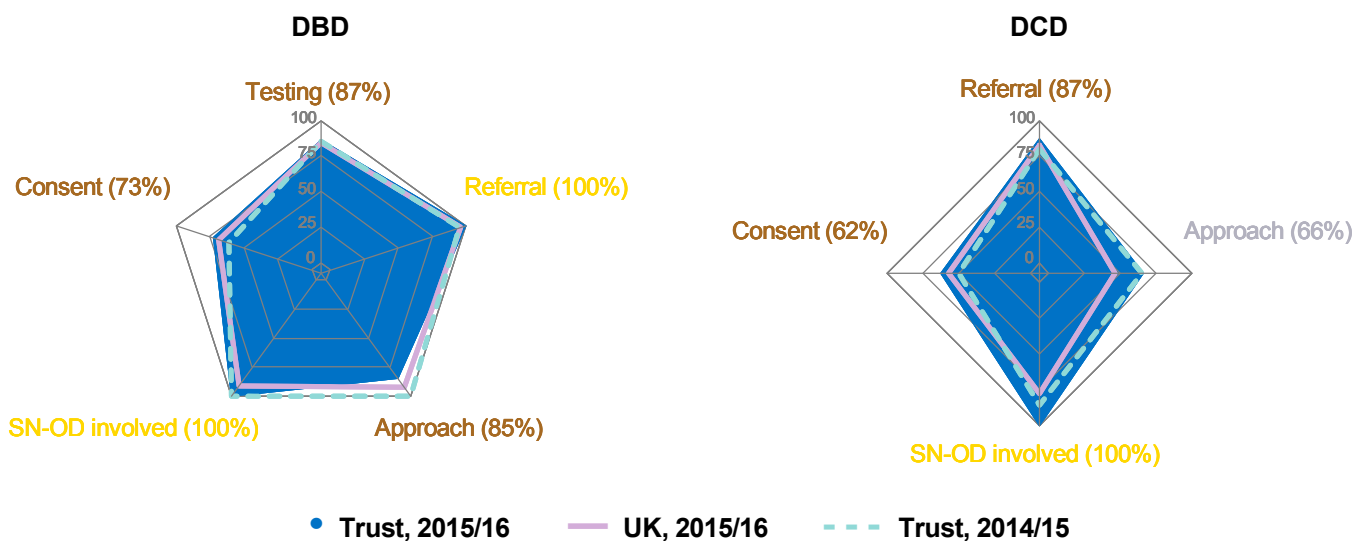 DBD
Testing (87%)
100
75
50
25
0
Consent (73%)
Referral (100%)
SN-OD involved (100%)
Approach (85%)
DCD
Referral (87%)
100
75
50
25
0
Consent (62%)
Approach (66%)
SN-OD involved (100%)
Trust, 2015/16
UK, 2015/16
Trust, 2014/15